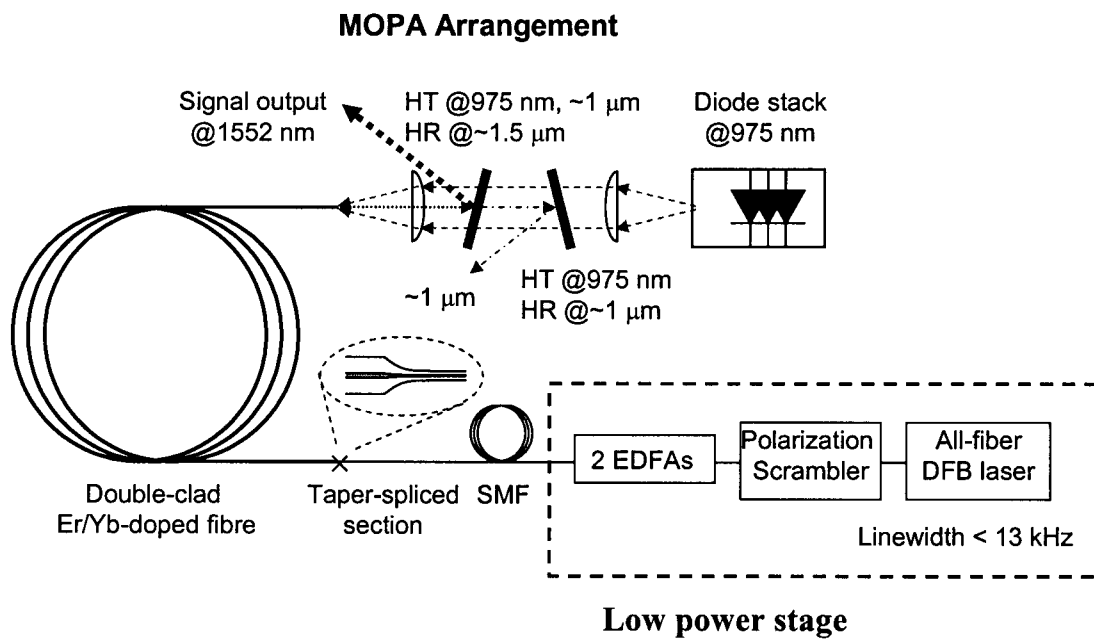 MOPA Arrangement
Signal output
@1552 nm
HT @975 nm, ~1 μm
HR @~1.5 μm
Diode stack
@975 nm
~1 μm
HT @975 nm
HR @~1 μm
Double-clad
Er/Yb-doped fibre
Taper-spliced
section
SMF
2 EDFAs
Polarization
Scrambler
All-fiber
DFB laser
Linewidth < 13 kHz
Low power stage